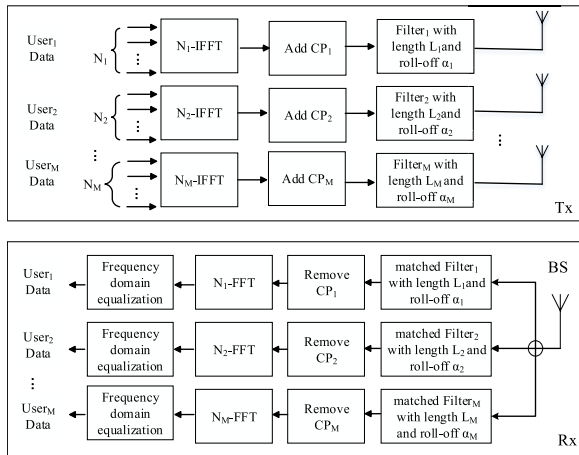 User1 Data
N1
N1-IFFT
Add CP1
Filter1 with length L1and roll-off α1
User2 Data
N2
N2-IFFT
Add CP2
Filter2 with length L2and roll-off α2
UserM Data
NM
NM-IFFT
Add CPM
FilterM with length LM and roll-off αM
Tx
User1 Data
Frequency domain equalization
N1-FFT
Remove CP1
matched Filter1 with length L1and roll-off α1
BS
User2 Data
Frequency domain equalization
N2-FFT
Remove CP2
matched Filter2 with length L2 and roll-off α2
UserM Data
Frequency domain equalization
NM-FFT
Remove CPM
matched FilterM with length LM and roll-off αM
Rx